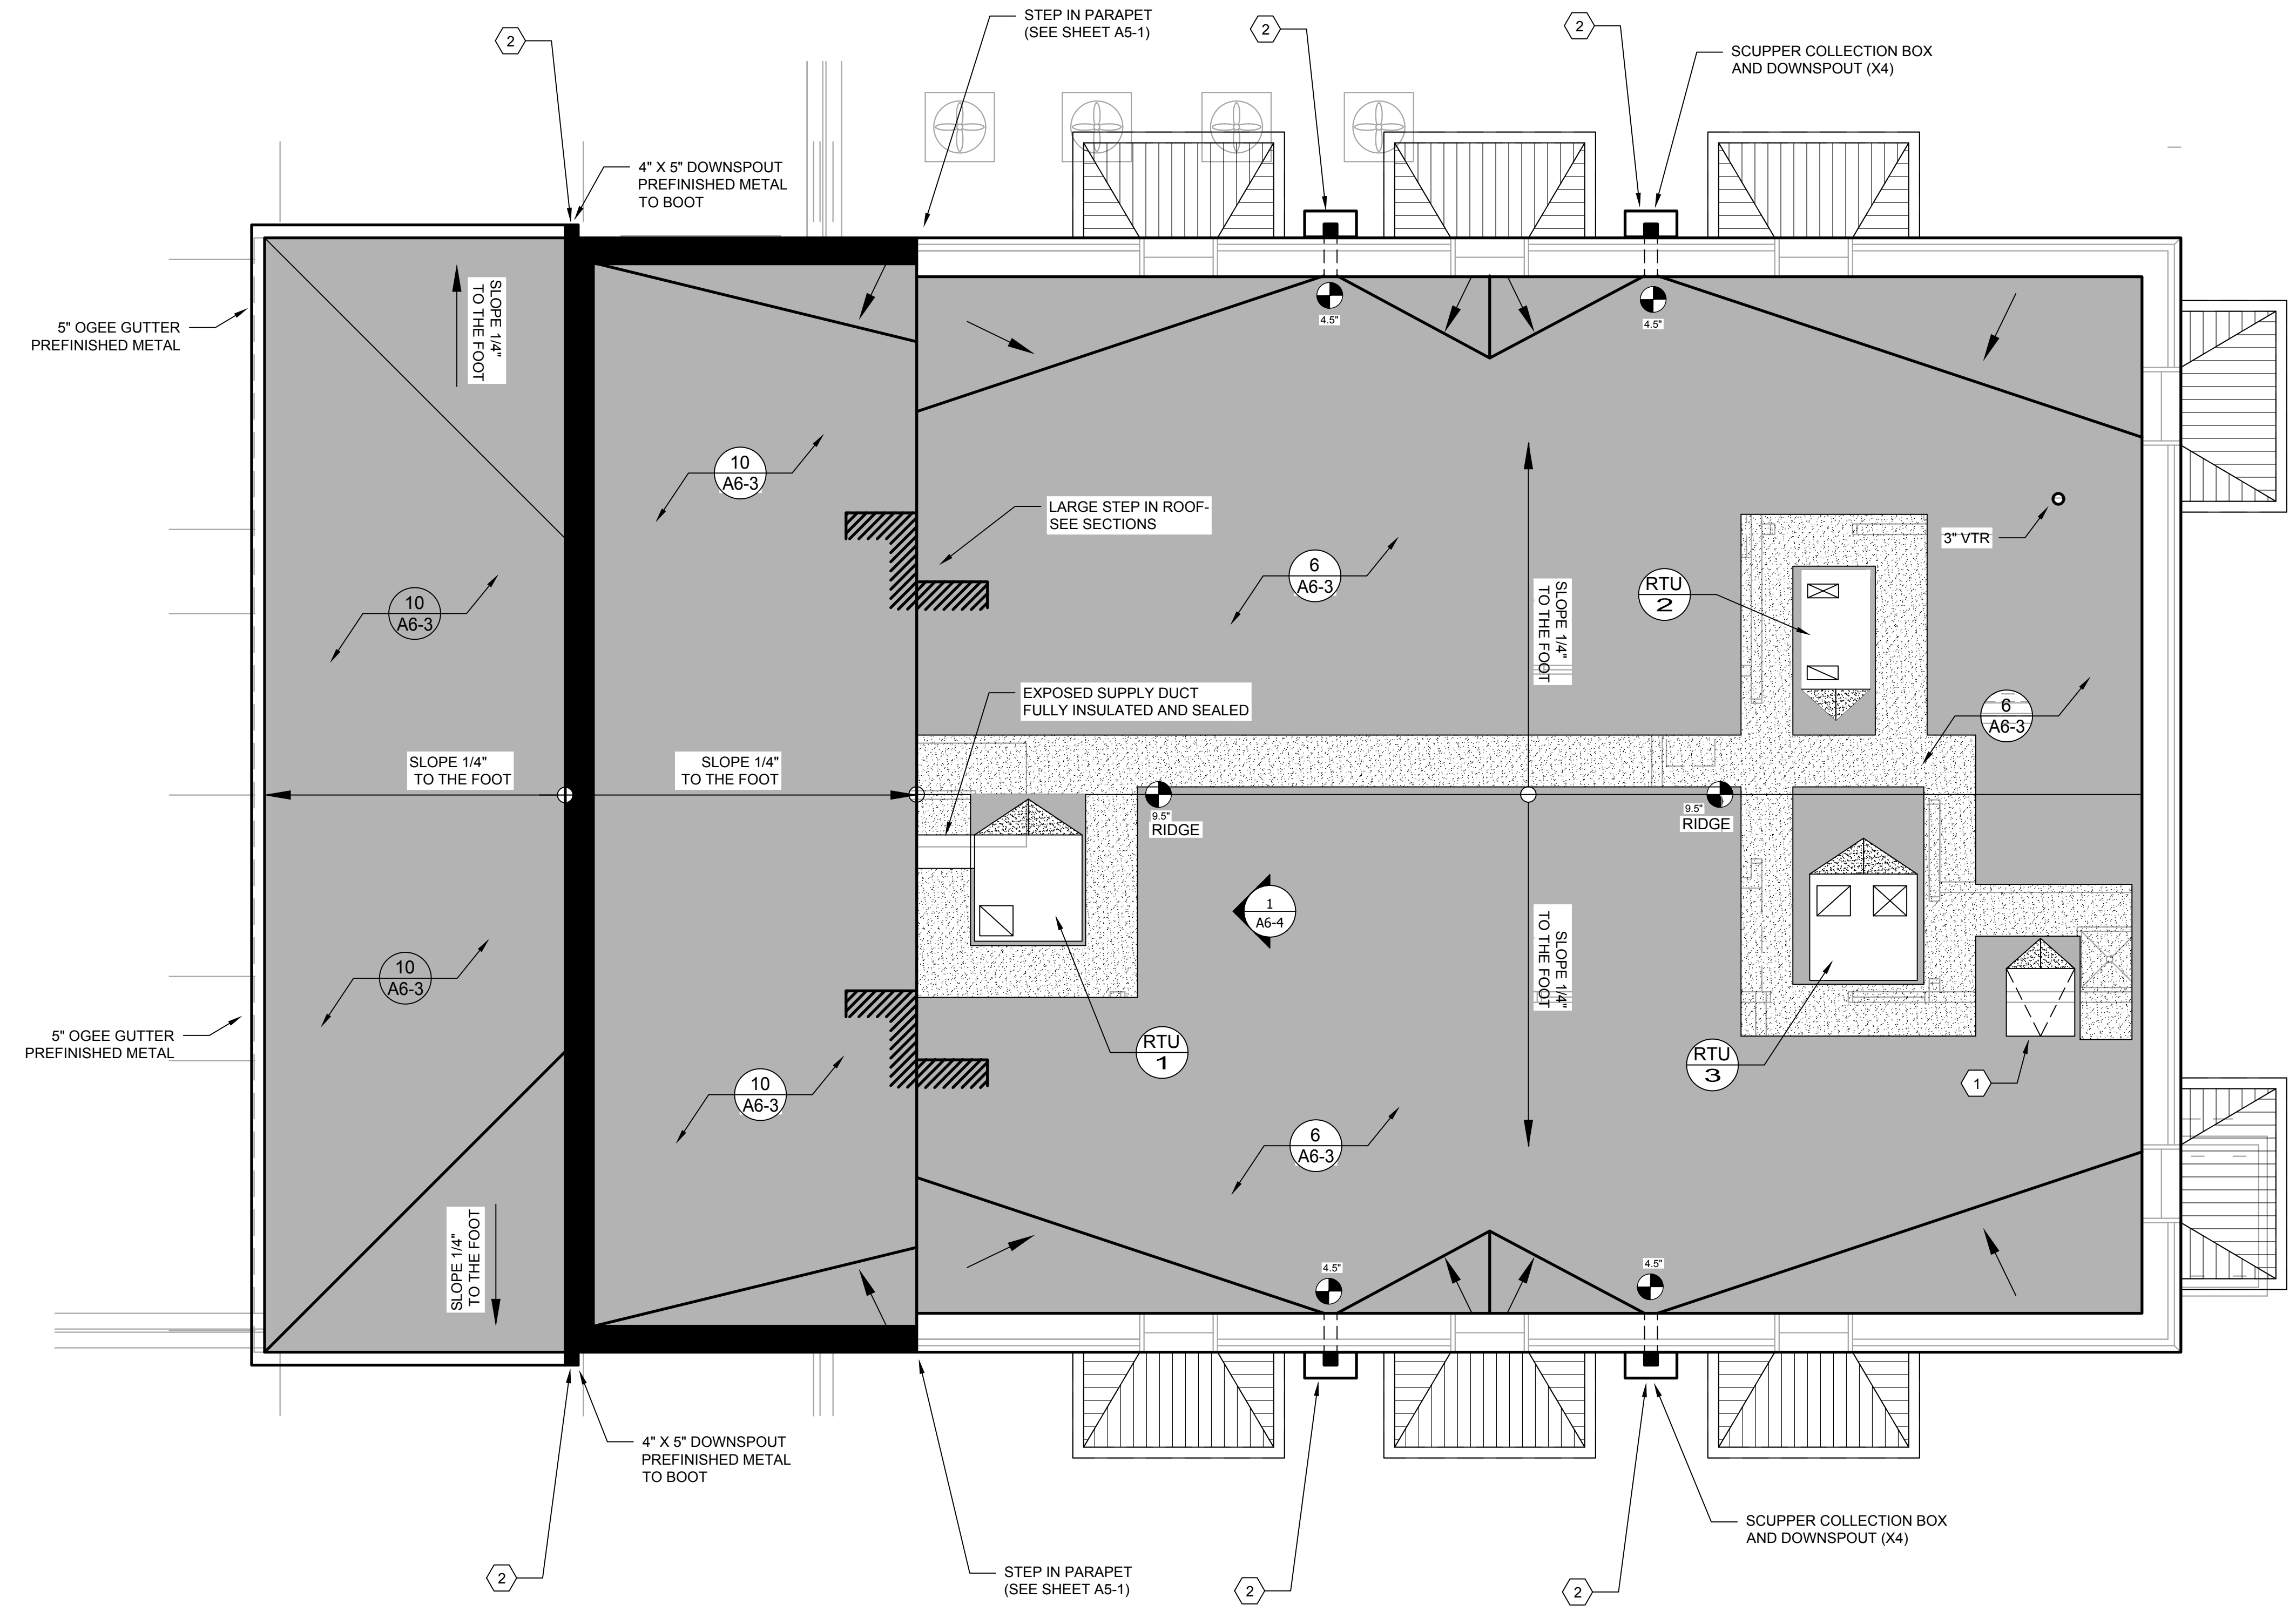 STEP IN PARAPET
(SEE SHEET A5-1)
2
2
2
SCUPPER COLLECTION BOX
AND DOWNSPOUT (X4)
4" X 5" DOWNSPOUT
PREFINISHED METAL
TO BOOT
5" OGEE GUTTER
PREFINISHED METAL
SLOPE 1/4"
TO THE FOOT
4.5"
4.5"
10
A6-3
LARGE STEP IN ROOF-
SEE SECTIONS
3" VTR
6
A6-3
RTU
2
SLOPE 1/4"
TO THE FOOT
10
A6-3
EXPOSED SUPPLY DUCT
FULLY INSULATED AND SEALED
6
A6-3
SLOPE 1/4"
TO THE FOOT
SLOPE 1/4"
TO THE FOOT
9.5"
RIDGE
9.5"
RIDGE
1
A6-4
SLOPE 1/4"
TO THE FOOT
10
A6-3
5" OGEE GUTTER
PREFINISHED METAL
RTU
1
RTU
3
1
10
A6-3
6
A6-3
SLOPE 1/4"
TO THE FOOT
4.5"
4.5"
4" X 5" DOWNSPOUT
PREFINISHED METAL
TO BOOT
SCUPPER COLLECTION BOX
AND DOWNSPOUT (X4)
2
STEP IN PARAPET
(SEE SHEET A5-1)
2
2